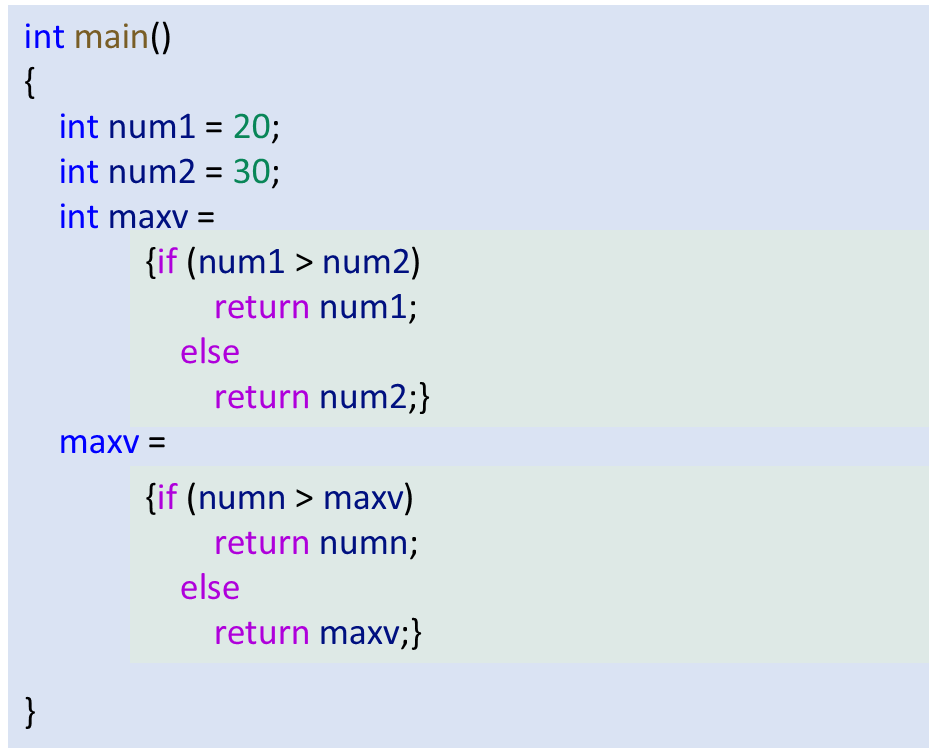 int main()
{
int num1 = 20;
int num2 = 30;
int maxv =
{if (num1 > num2)
return num1;
else
return num2;}
maxv =
{if (numn > maxv)
return numn;
else
return maxv;}
}